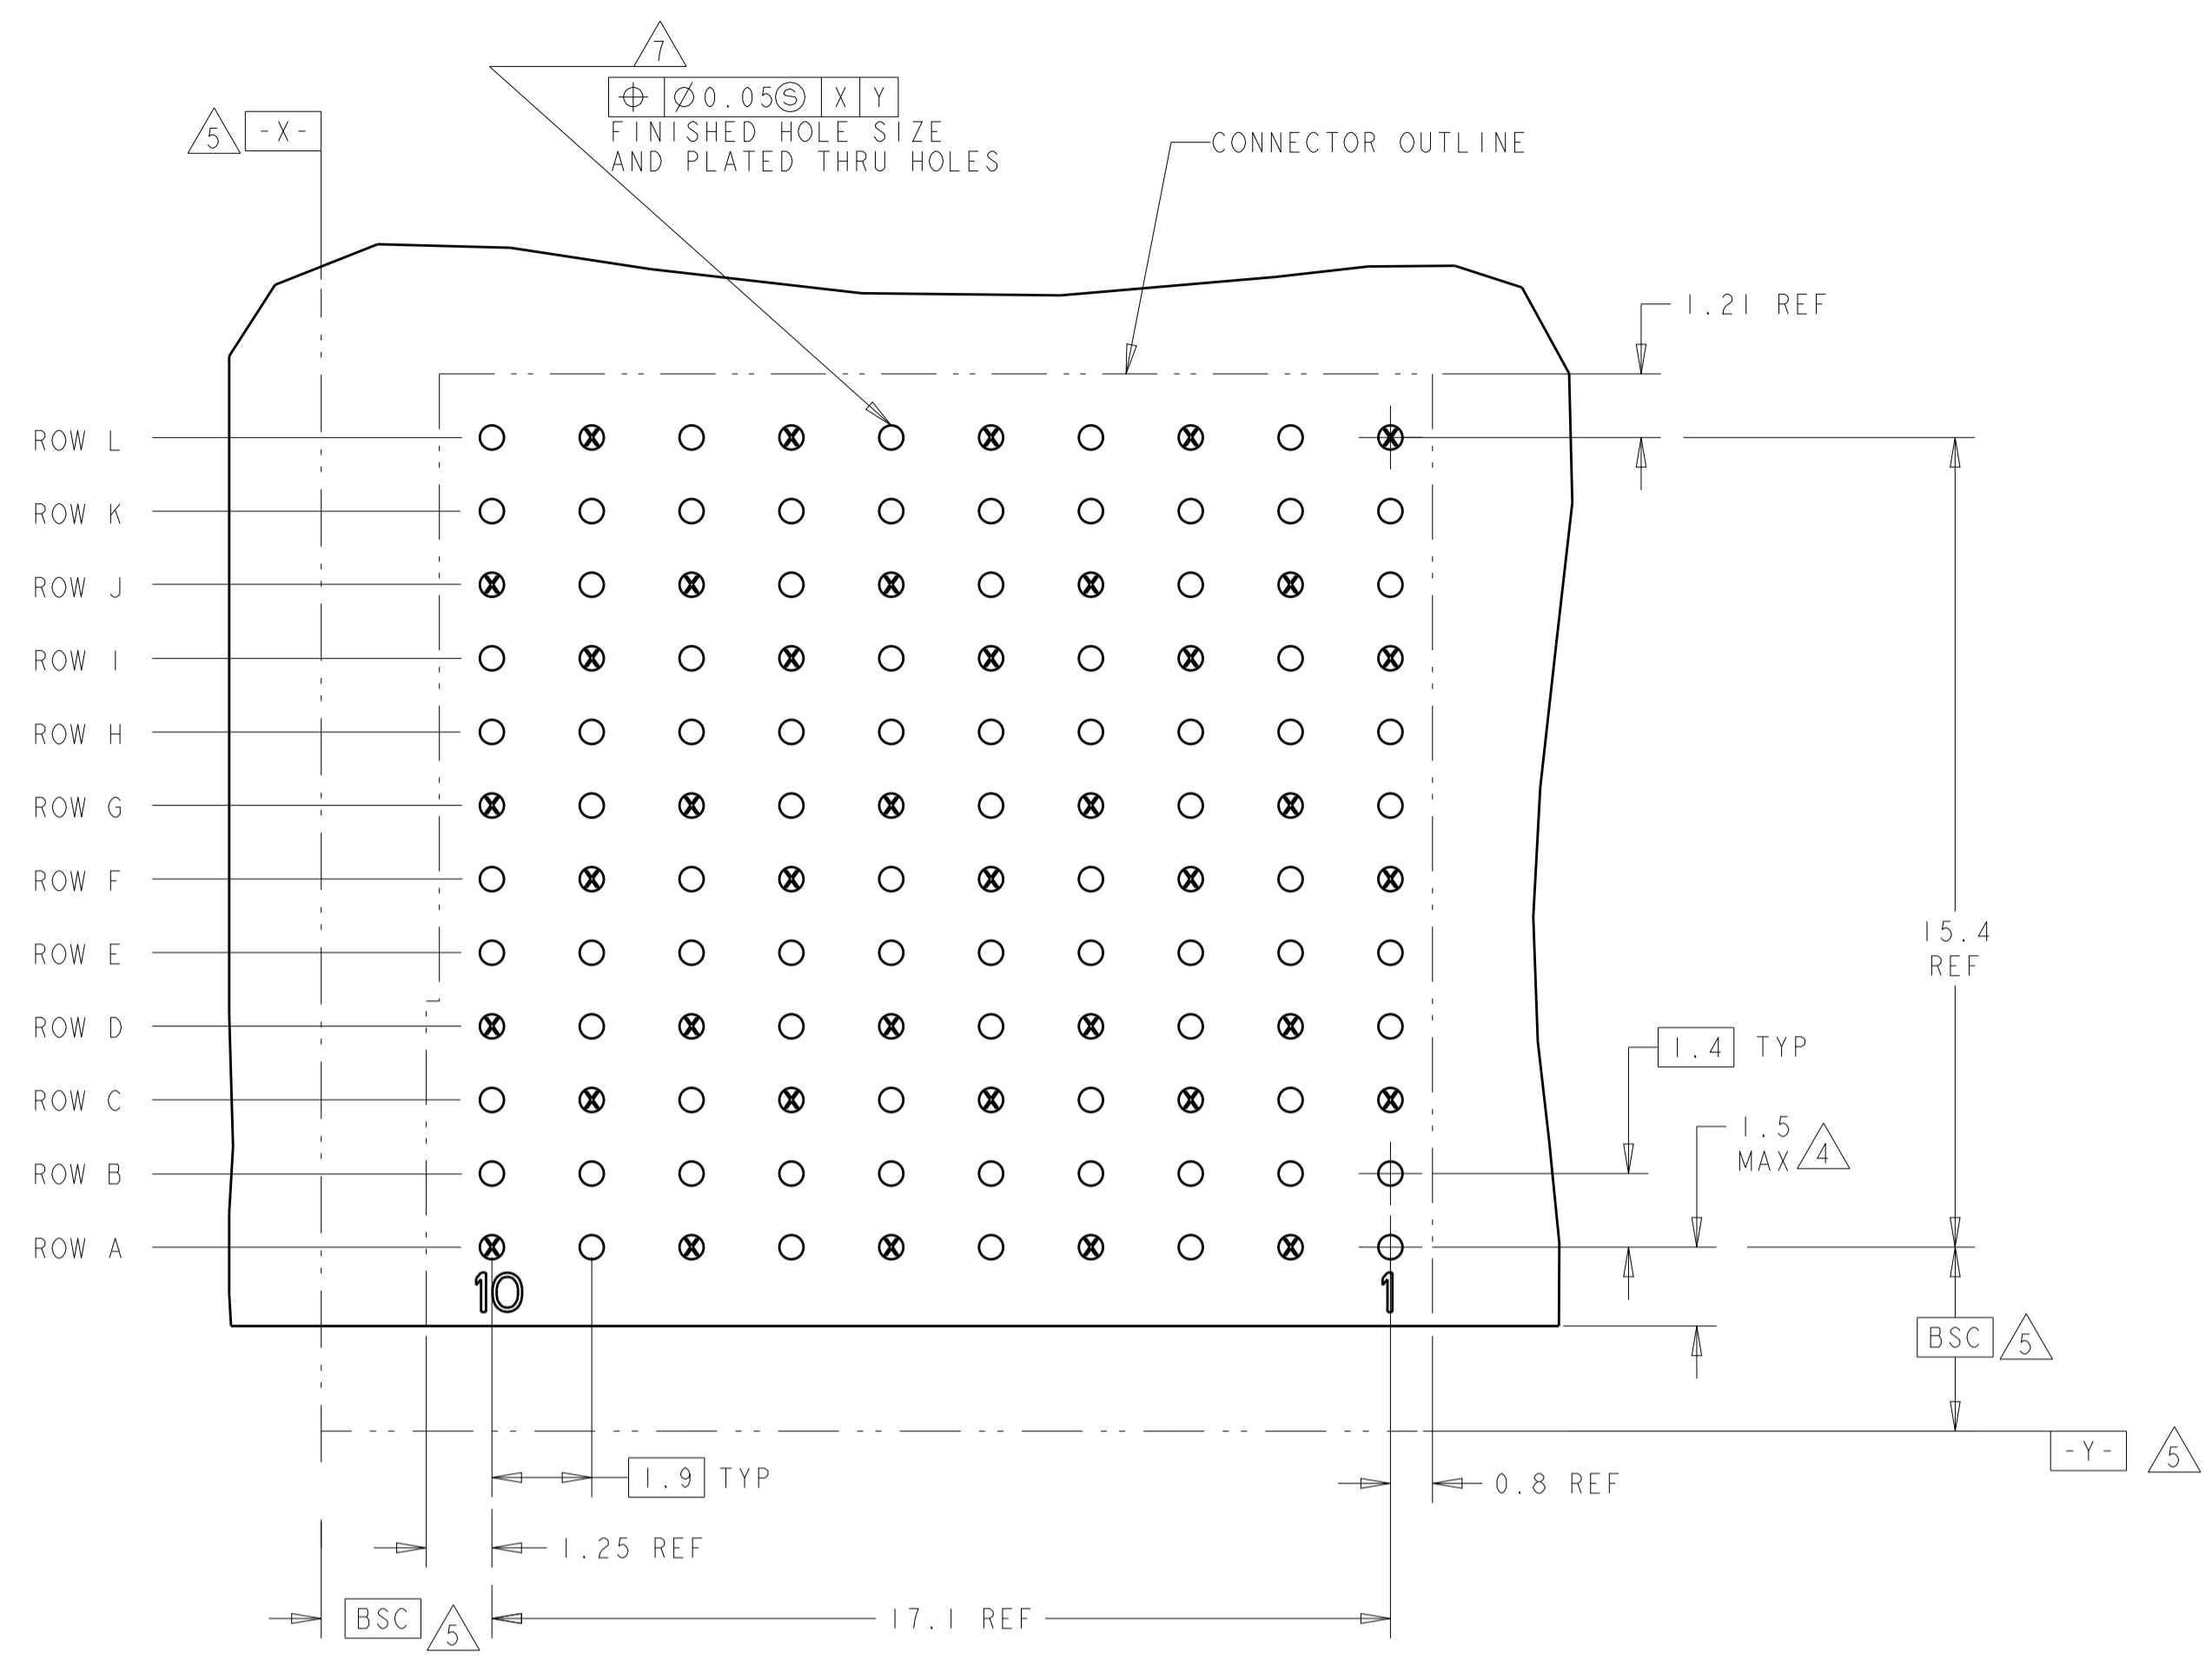 7
⌖ ⌀0.05Ⓢ X Y
FINISHED HOLE SIZE
AND PLATED THRU HOLES
5 -X-
CONNECTOR OUTLINE
1.21 REF
ROW L
ROW K
ROW J
ROW I
ROW H
ROW G
ROW F
ROW E
ROW D
ROW C
ROW B
ROW A
15.4
REF
1.4 TYP
1.5
MAX 4
10
1
BSC 5
-Y- 5
1.9 TYP
0.8 REF
1.25 REF
BSC 5
17.1 REF